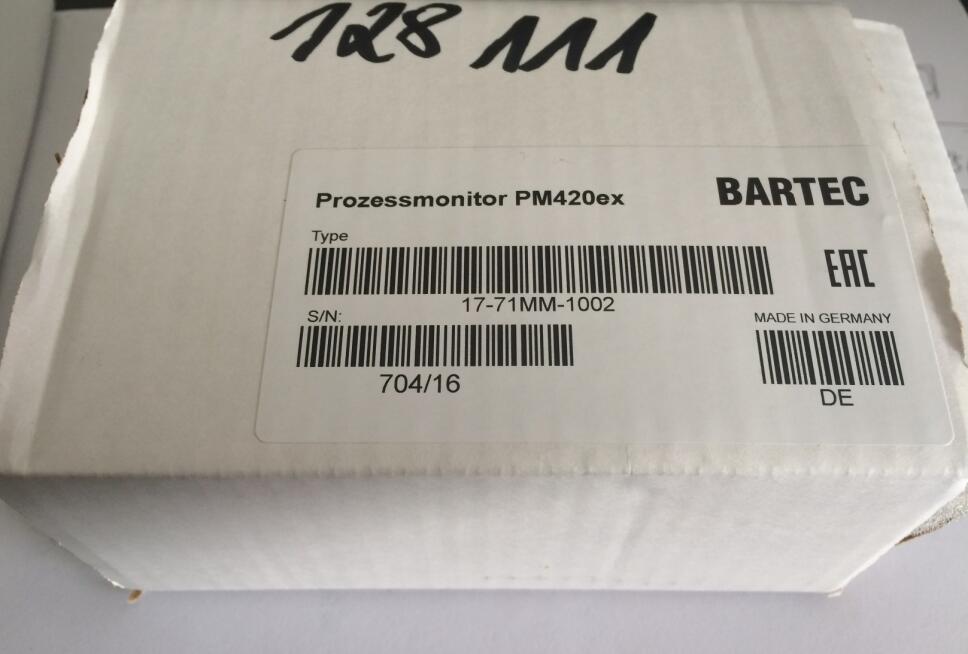 128 111
Prozessmonitor PM420ex
BARTEC
Type
EAC
17-71MM-1002
S/N:
MADE IN GERMANY
704/16
DE